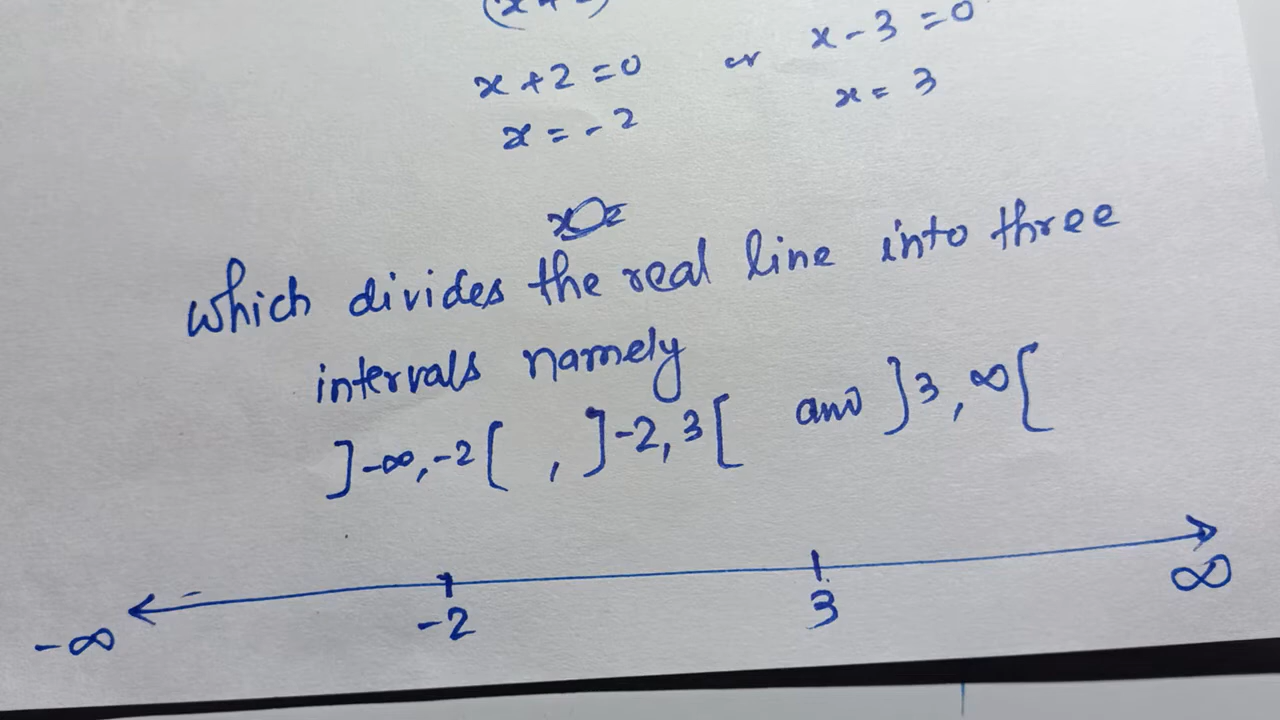 x + 2 = 0 or x - 3 = 0
x = - 2 x = 3
which divides the real line into three
intervals namely
]-∞,-2[ , ]-2,3[ and ]3,∞[
-∞ -2 3 ∞